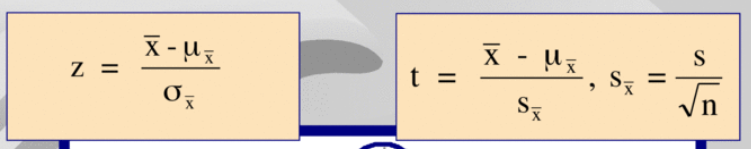 z = (x̄ - μ_x̄) / σ_x̄
t = (x̄ - μ_x̄) / s_x̄ , s_x̄ = s / √n